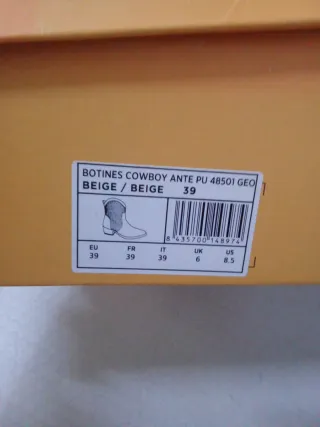 BOTINES COWBOY ANTE PU 48501 GEO
BEIGE / BEIGE 39
8 435700 148974
EU FR IT UK US
39 39 39 6 8.5